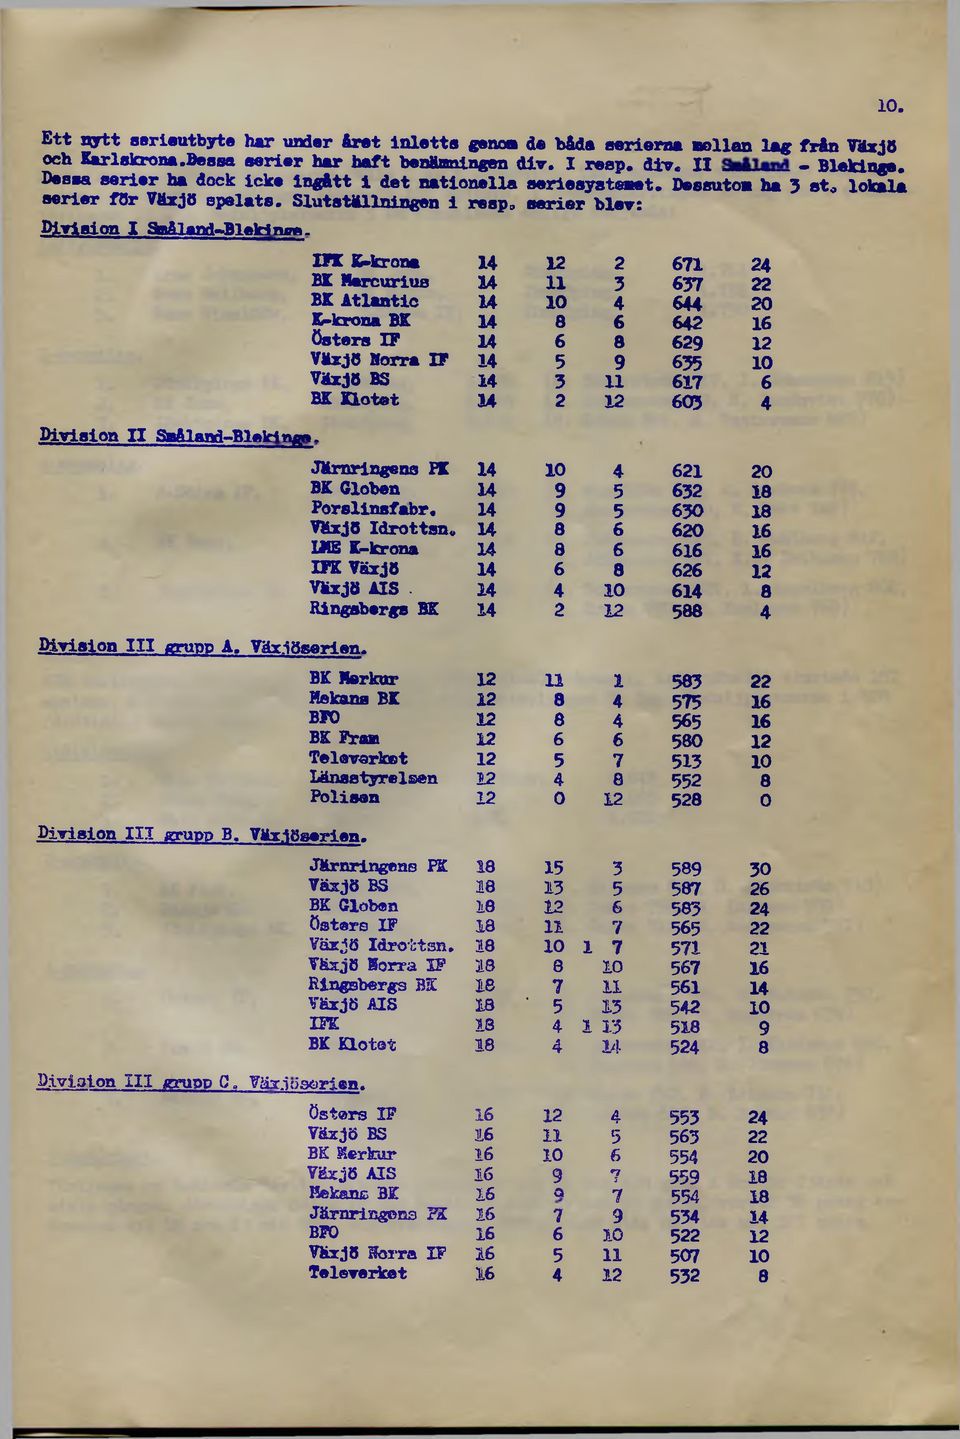 10.
Ett nytt serieutbyte har under året inletts genom de båda serierna mellan lag från Växjö
och Karlskrona.Dessa serier har haft benämningen div. I resp. div. II Småland - Blekinge.
Dessa serier ha dock icke ingått i det nationella seriesystemet. Dessutom ha 3 st. lokala
serier för Växjö spelats. Slutställningen i resp. serier blev:
Division I Småland-Blekinge.
IFK K-krona 14 12 2 671 24
BK Mercurius 14 11 3 637 22
BK Atlantic 14 10 4 644 20
K-krona BK 14 8 6 642 16
Östers IF 14 6 8 629 12
Växjö Norra IF 14 5 9 635 10
Växjö BS 14 3 11 617 6
BK Klotet 14 2 12 603 4
Division II Småland-Blekinge.
Järnringens PK 14 10 4 621 20
BK Globen 14 9 5 632 18
Porslinsfabr. 14 9 5 630 18
Växjö Idrottsn. 14 8 6 620 16
LME K-krona 14 8 6 616 16
IFK Växjö 14 6 8 626 12
Växjö AIS 14 4 10 614 8
Ringsbergs BK 14 2 12 588 4
Division III grupp A. Växjöserien.
BK Merkur 12 11 1 583 22
Mekans BK 12 8 4 575 16
BFO 12 8 4 565 16
BK Fram 12 6 6 580 12
Televerket 12 5 7 513 10
Länsstyrelsen 12 4 8 552 8
Polisen 12 0 12 528 0
Division III grupp B. Växjöserien.
Järnringens PK 18 15 3 589 30
Växjö BS 18 13 5 587 26
BK Globen 18 12 6 583 24
Östers IF 18 11 7 565 22
Växjö Idrottsn. 18 10 1 7 571 21
Växjö Norra IF 18 8 10 567 16
Ringsbergs BK 18 7 11 561 14
Växjö AIS 18 5 13 542 10
IFK 18 4 1 13 518 9
BK Klotet 18 4 14 524 8
Division III grupp C. Växjöserien.
Östers IF 16 12 4 553 24
Växjö BS 16 11 5 563 22
BK Merkur 16 10 6 554 20
Växjö AIS 16 9 7 559 18
Mekans BK 16 9 7 554 18
Järnringens PK 16 7 9 534 14
BFO 16 6 10 522 12
Växjö Norra IF 16 5 11 507 10
Televerket 16 4 12 532 8